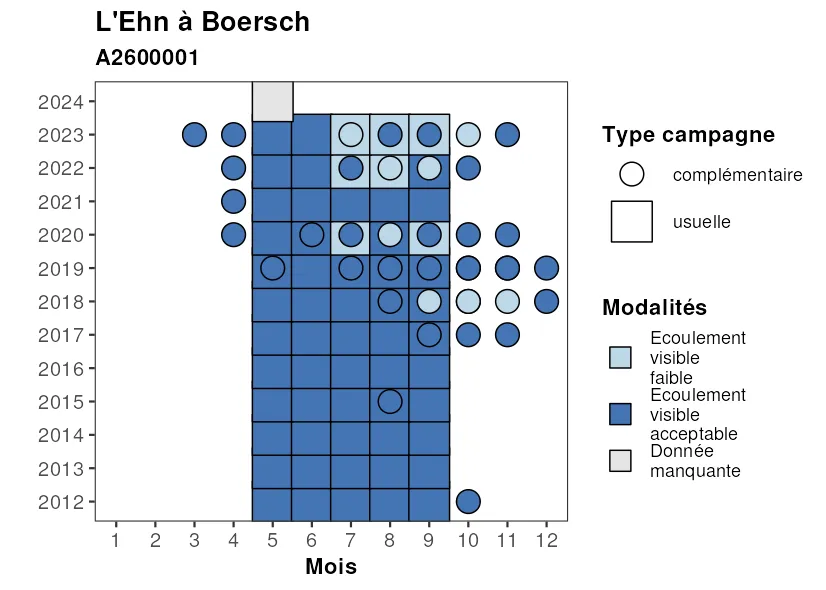 L'Ehn à Boersch
A2600001
2024
2023
2022
2021
2020
2019
2018
2017
2016
2015
2014
2013
2012
1 2 3 4 5 6 7 8 9 10 11 12
Mois
Type campagne
complémentaire
usuelle
Modalités
Ecoulement
visible
faible
Ecoulement
visible
acceptable
Donnée
manquante